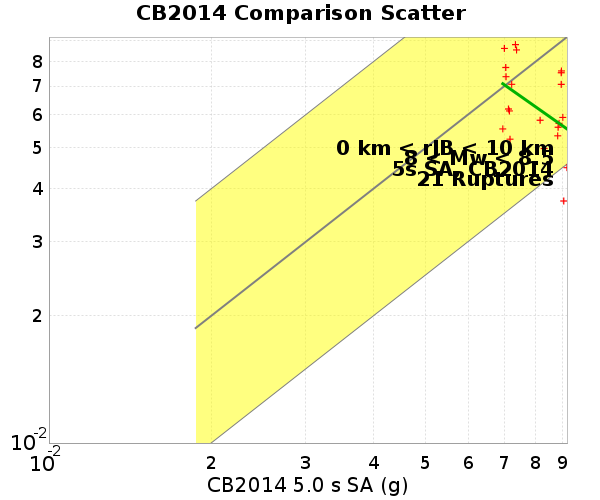 CB2014 Comparison Scatter
8
7
6
5
4
3
2
10-2
0 km < rJB < 10 km
8 < Mw < 8.5
5s SA, CB2014
21 Ruptures
10-2 2 3 4 5 6 7 8 9
CB2014 5.0 s SA (g)